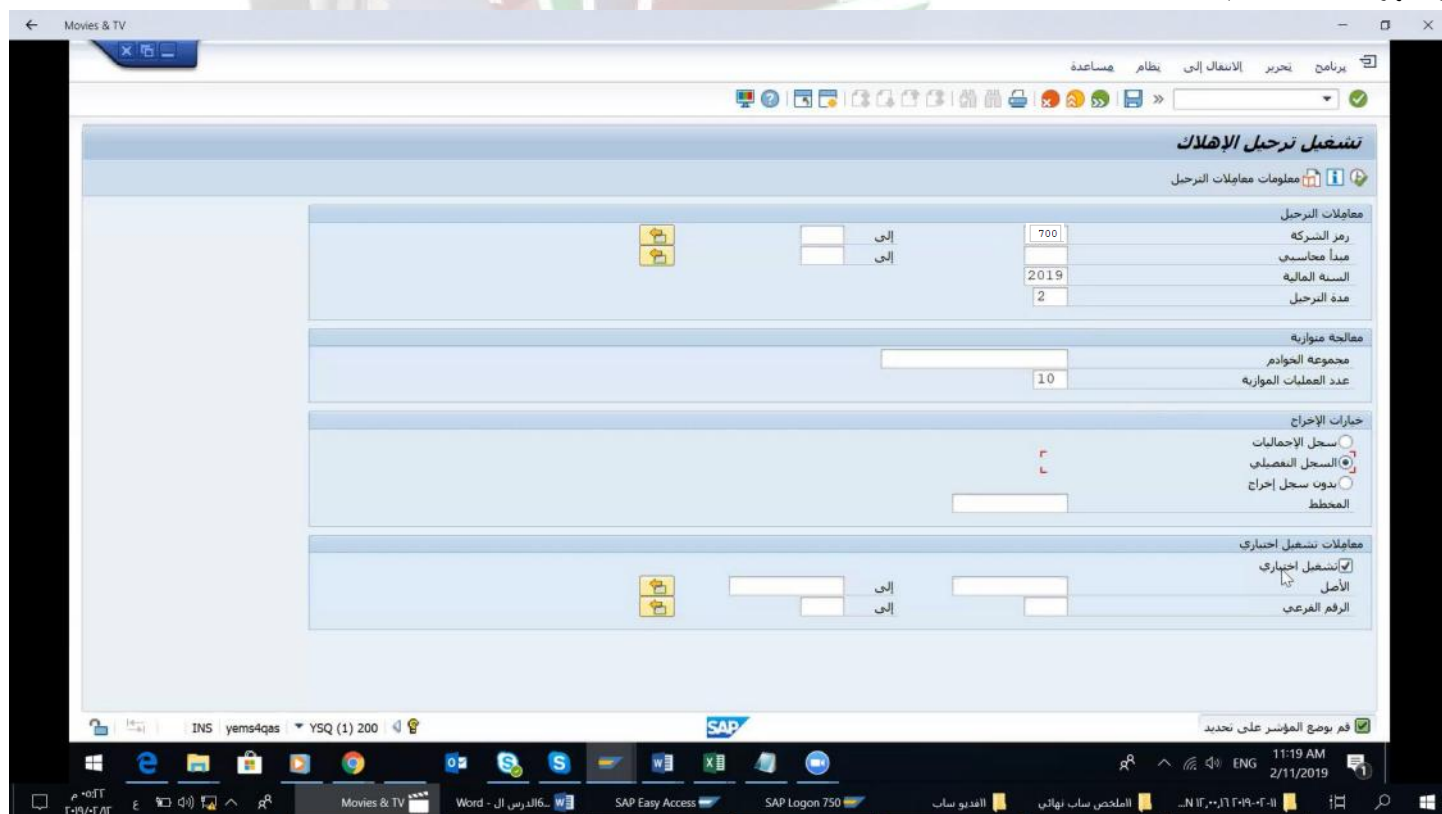 Movies & TV
برنامج تحرير الانتقال إلى نظام مساعدة
تشغيل ترحيل الإهلاك
معلومات معاملات الترحيل
معاملات الترحيل
رمز الشركة 700 إلى
مبدأ محاسبي إلى
السنة المالية 2019
مدة الترحيل 2
معالجة متوازية
مجموعة الخوادم
عدد العمليات الموازية 10
خيارات الإخراج
سجل الإجماليات
السجل التفصيلي
بدون سجل إخراج
المخطط
معاملات تشغيل اختباري
تشغيل اختباري
الأصل إلى
الرقم الفرعي إلى
قم بوضع المؤشر على تحديد
SAP
YSQ (1) 200 yems4qas INS
ENG 11:19 AM
2/11/2019
Movies & TV
6الدرس ال... - Word
SAP Easy Access
SAP Logon 750
الافديو ساب
الملخص ساب نهائي
ع